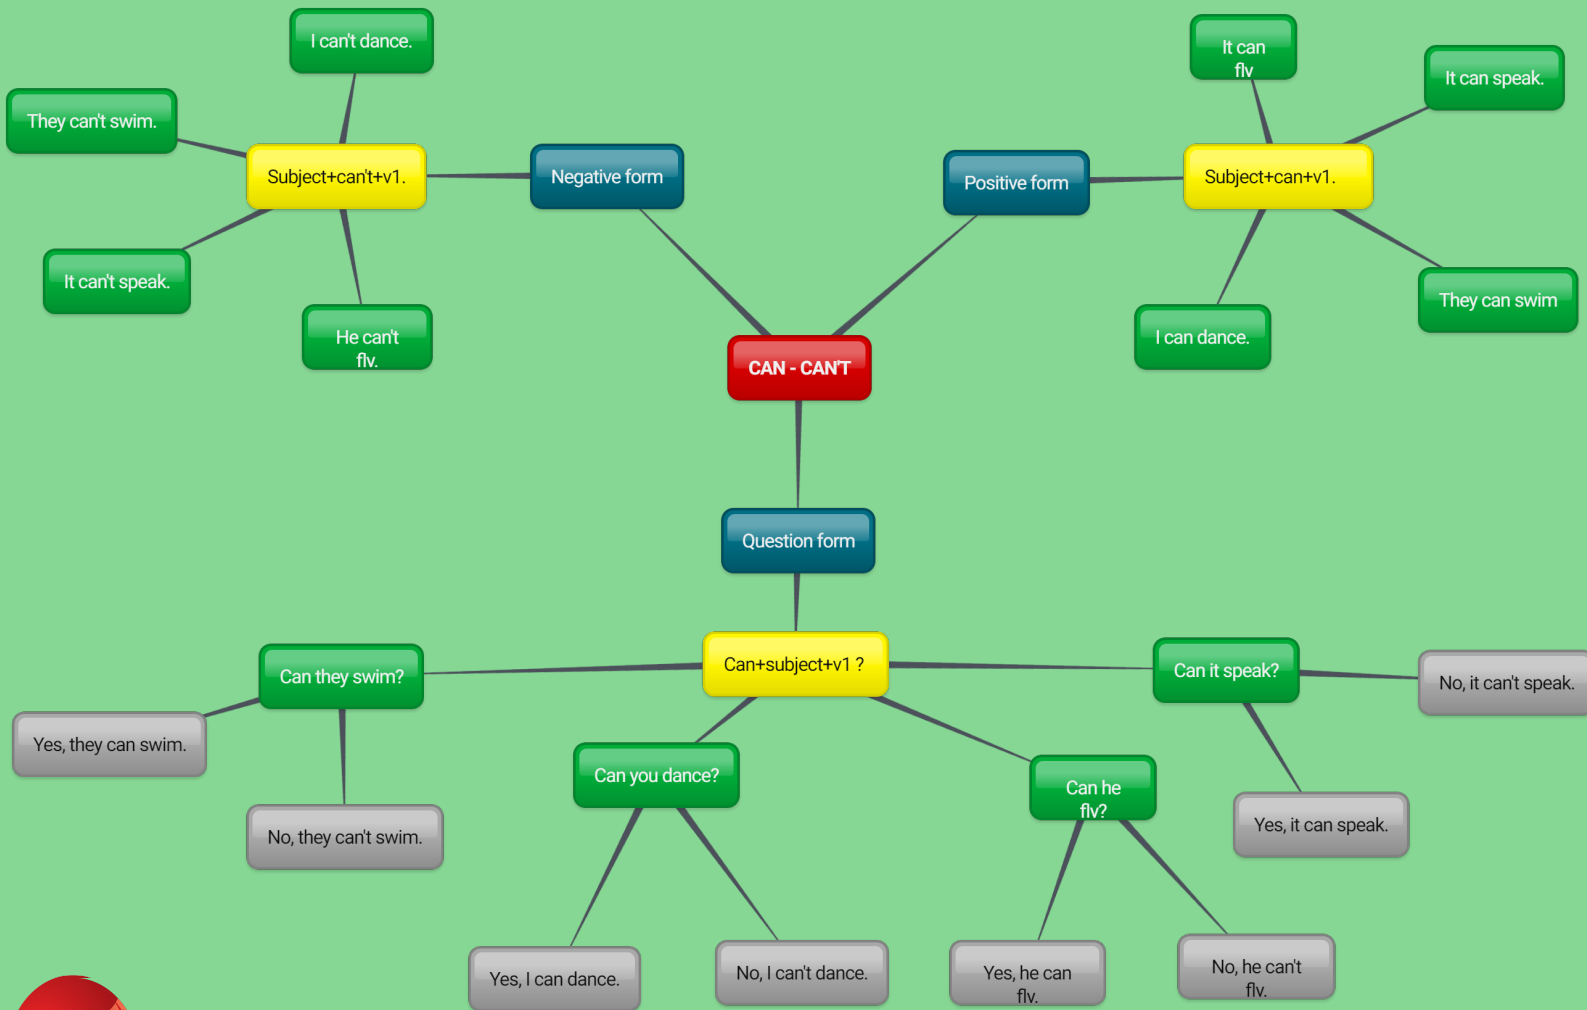 I can't dance.
They can't swim.
Subject+can't+v1.
It can't speak.
He can't
fly.
Negative form
It can
fly
It can speak.
Positive form
Subject+can+v1.
They can swim
I can dance.
CAN - CAN'T
Question form
Can+subject+v1 ?
Can they swim?
Yes, they can swim.
No, they can't swim.
Can you dance?
Yes, I can dance.
No, I can't dance.
Can he
fly?
Yes, he can
fly.
No, he can't
fly.
Can it speak?
No, it can't speak.
Yes, it can speak.